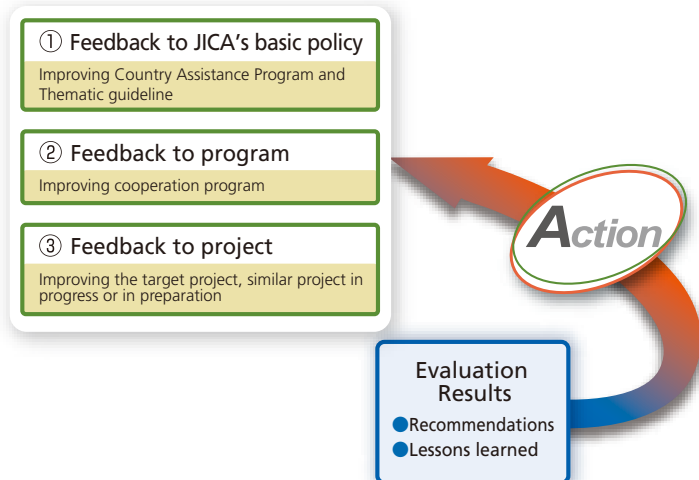 ① Feedback to JICA's basic policy
Improving Country Assistance Program and
Thematic guideline
② Feedback to program
Improving cooperation program
③ Feedback to project
Improving the target project, similar project in
progress or in preparation
Action
Evaluation
Results
●Recommendations
●Lessons learned